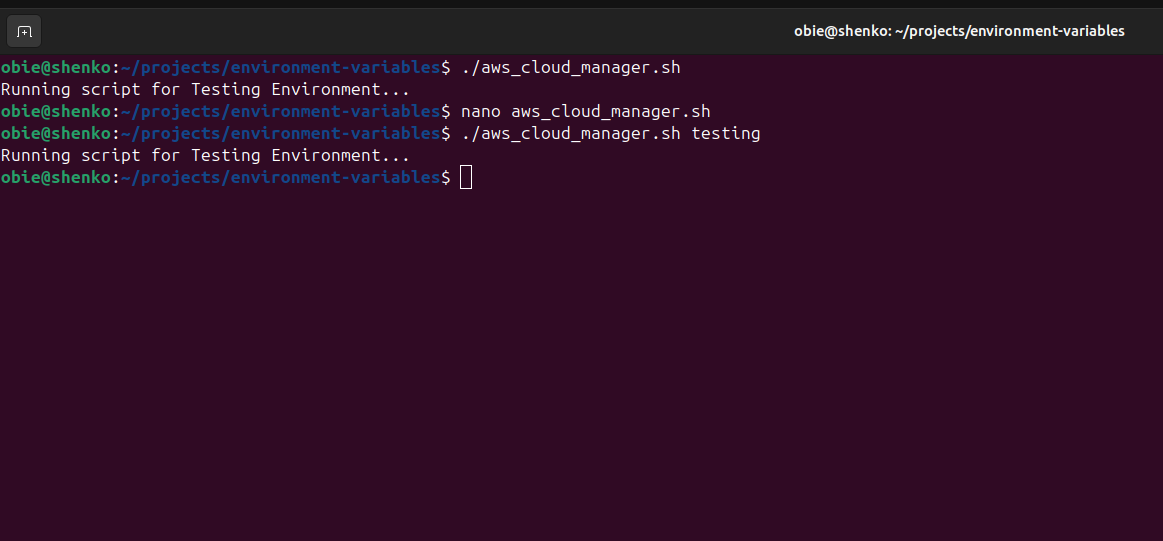 obie@shenko: ~/projects/environment-variables
obie@shenko:~/projects/environment-variables$ ./aws_cloud_manager.sh
Running script for Testing Environment...
obie@shenko:~/projects/environment-variables$ nano aws_cloud_manager.sh
obie@shenko:~/projects/environment-variables$ ./aws_cloud_manager.sh testing
Running script for Testing Environment...
obie@shenko:~/projects/environment-variables$